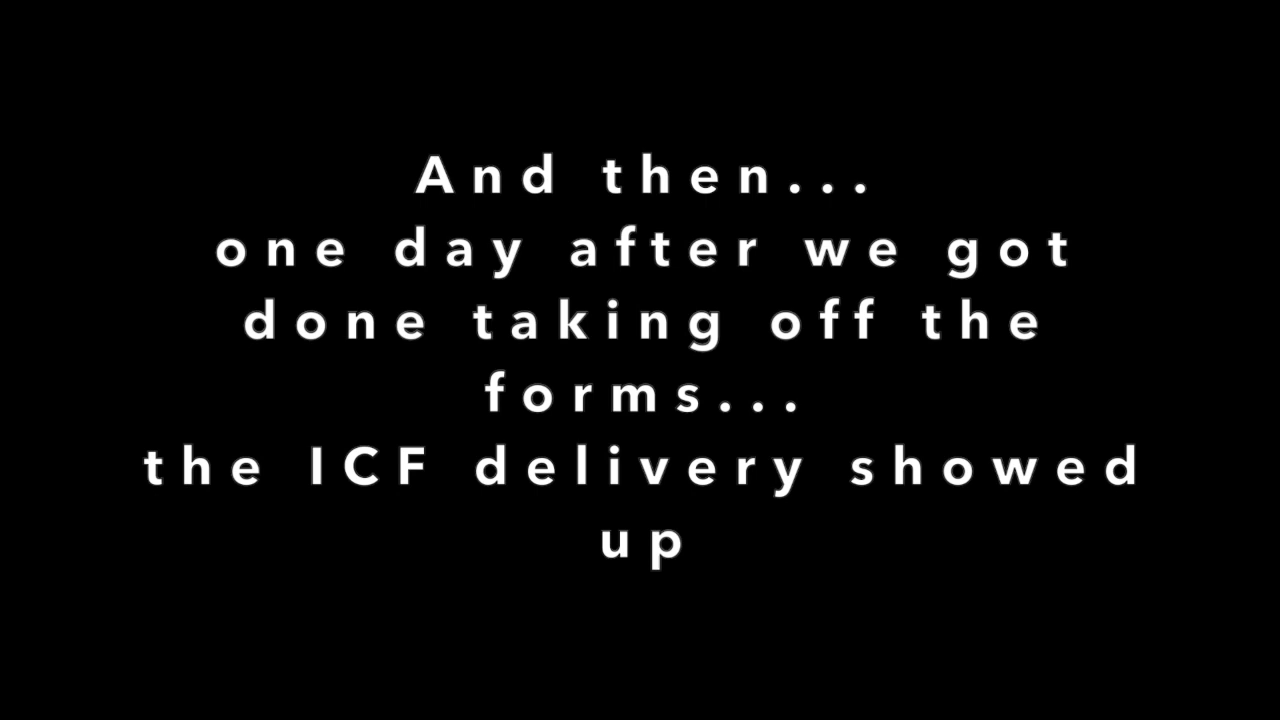 And then...
one day after we got
done taking off the
forms...
the ICF delivery showed
up